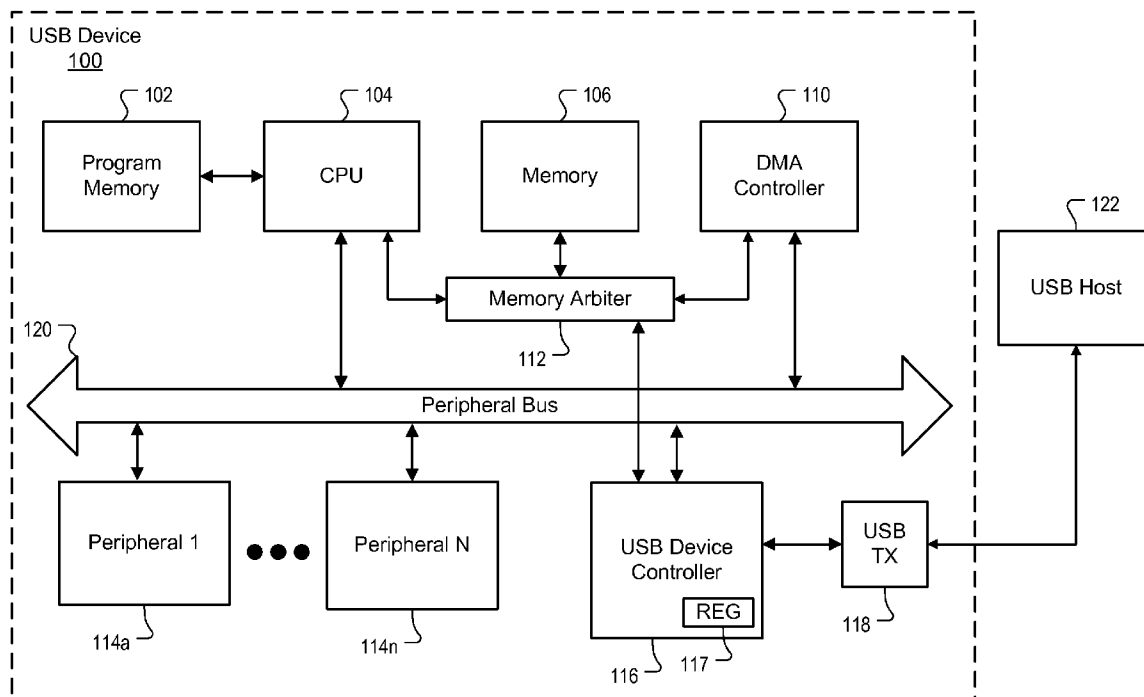 USB Device
100
102
104
106
110
Program
Memory
CPU
Memory
DMA
Controller
122
USB Host
Memory Arbiter
112
120
Peripheral Bus
Peripheral 1
Peripheral N
USB Device
Controller
REG
USB
TX
114a
114n
116
117
118